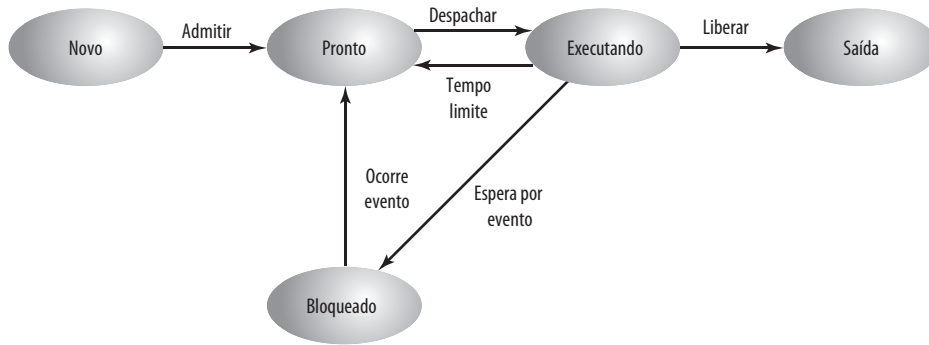 Despachar
Admitir
Liberar
Novo
Pronto
Executando
Saída
Tempo
limite
Ocorre
evento
Espera por
evento
Bloqueado